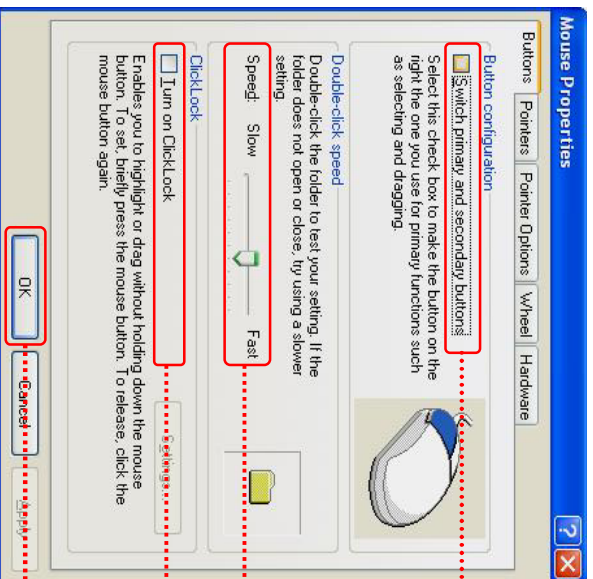 Mouse Properties
?
X
Buttons
Pointers
Pointer Options
Wheel
Hardware
Button configuration
Switch primary and secondary buttons
Select this check box to make the button on the
right the one you use for primary functions such
as selecting and dragging.
Double-click speed
Double-click the folder to test your setting. If the
folder does not open or close, try using a slower
setting.
Speed: Slow Fast
ClickLock
Turn on ClickLock
Settings...
Enables you to highlight or drag without holding down the mouse
button. To set, briefly press the mouse button. To release, click the
mouse button again.
OK
Cancel
Apply